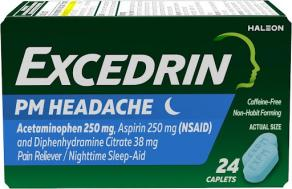 HALEON
EXCEDRIN
PM HEADACHE
Acetaminophen 250 mg, Aspirin 250 mg (NSAID)
and Diphenhydramine Citrate 38 mg
Pain Reliever / Nighttime Sleep-Aid
Caffeine-Free
Non-Habit Forming
ACTUAL SIZE
24
CAPLETS